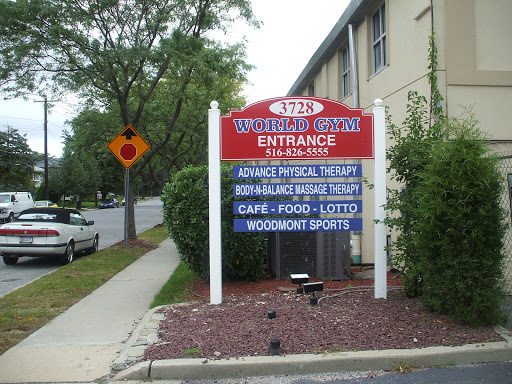 3728
WORLD GYM
ENTRANCE
516-826-5555
ADVANCE PHYSICAL THERAPY
BODY-N-BALANCE MASSAGE THERAPY
CAFÉ - FOOD - LOTTO
WOODMONT SPORTS